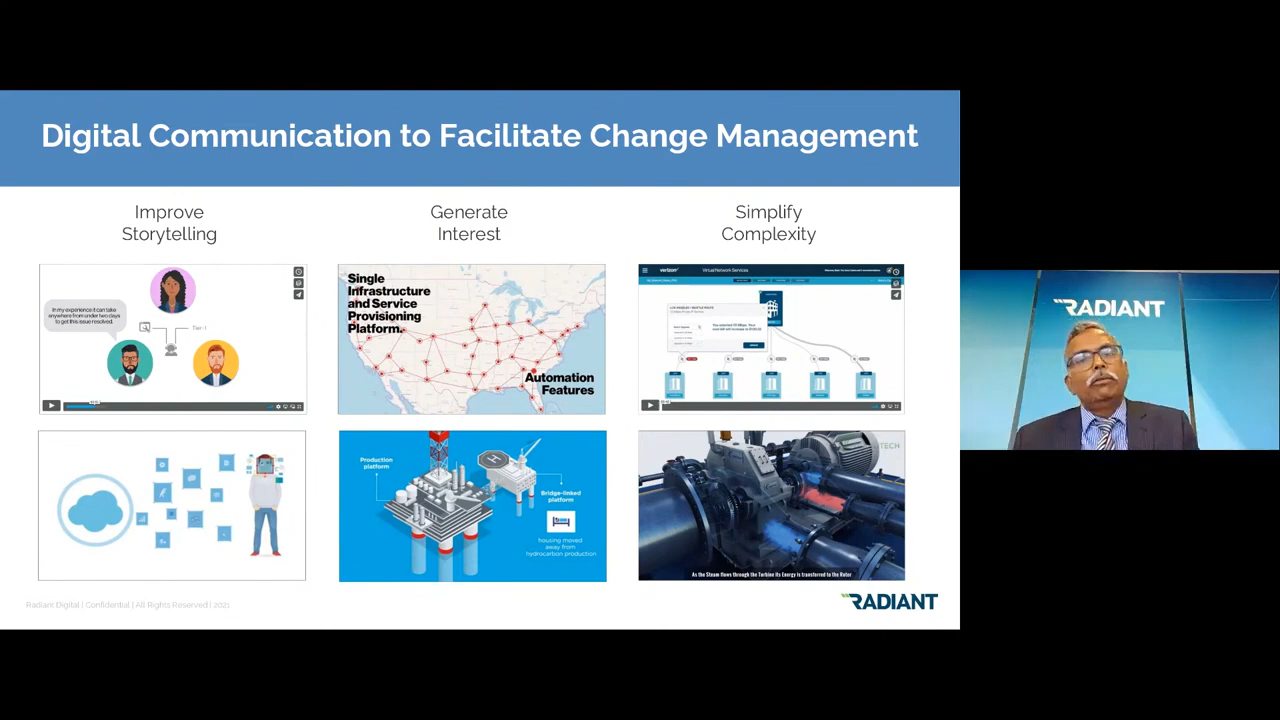 Digital Communication to Facilitate Change Management
Improve
Storytelling
Generate
Interest
Simplify
Complexity
In my experience it can take
anywhere from under two days
to get this issue resolved.
Tier-1
Single
Infrastructure
and Service
Provisioning
Platform.
Automation
Features
verizon
Virtual Network Services
Production
platform
H
Bridge-linked
platform
housing moved
away from
hydrocarbon production
TECH
As the Steam flows through the Turbine its Energy is transferred to the Rotor
Radiant Digital | Confidential | All Rights Reserved | 2021
RADIANT
RADIANT